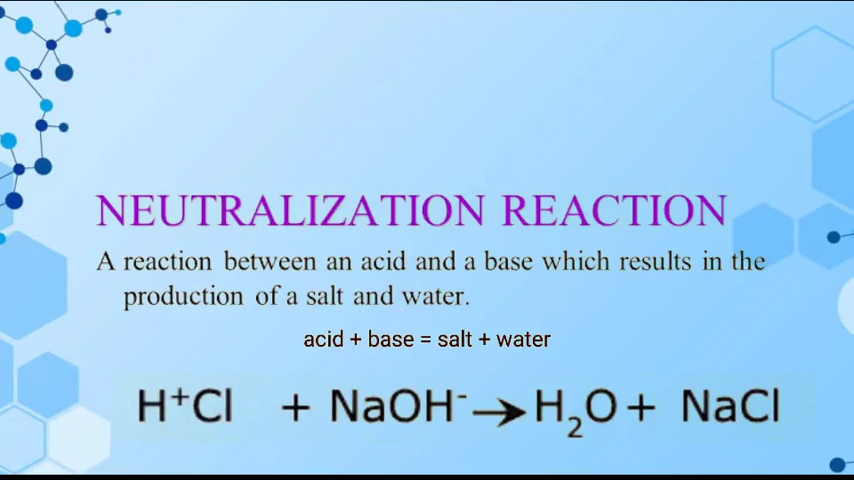 NEUTRALIZATION REACTION
A reaction between an acid and a base which results in the
production of a salt and water.
acid + base = salt + water
H⁺Cl + NaOH⁻ → H₂O + NaCl